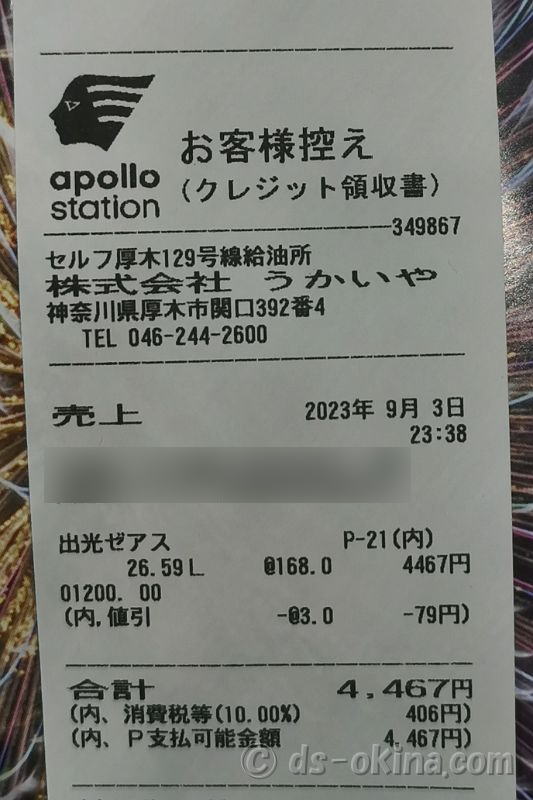 apollo
station
お客様控え
(クレジット領収書)
349867
セルフ厚木129号線給油所
株式会社 うかいや
神奈川県厚木市関口392番4
TEL 046-244-2600
売上 2023年 9月 3日
23:38
出光ゼアス P-21(内)
26.59L @168.0 4467円
01200. 00
(内,値引 -@3.0 -79円)
合計 4,467円
(内、消費税等(10.00%) 406円)
(内、P支払可能金額 4,467円)
© ds-okina.com